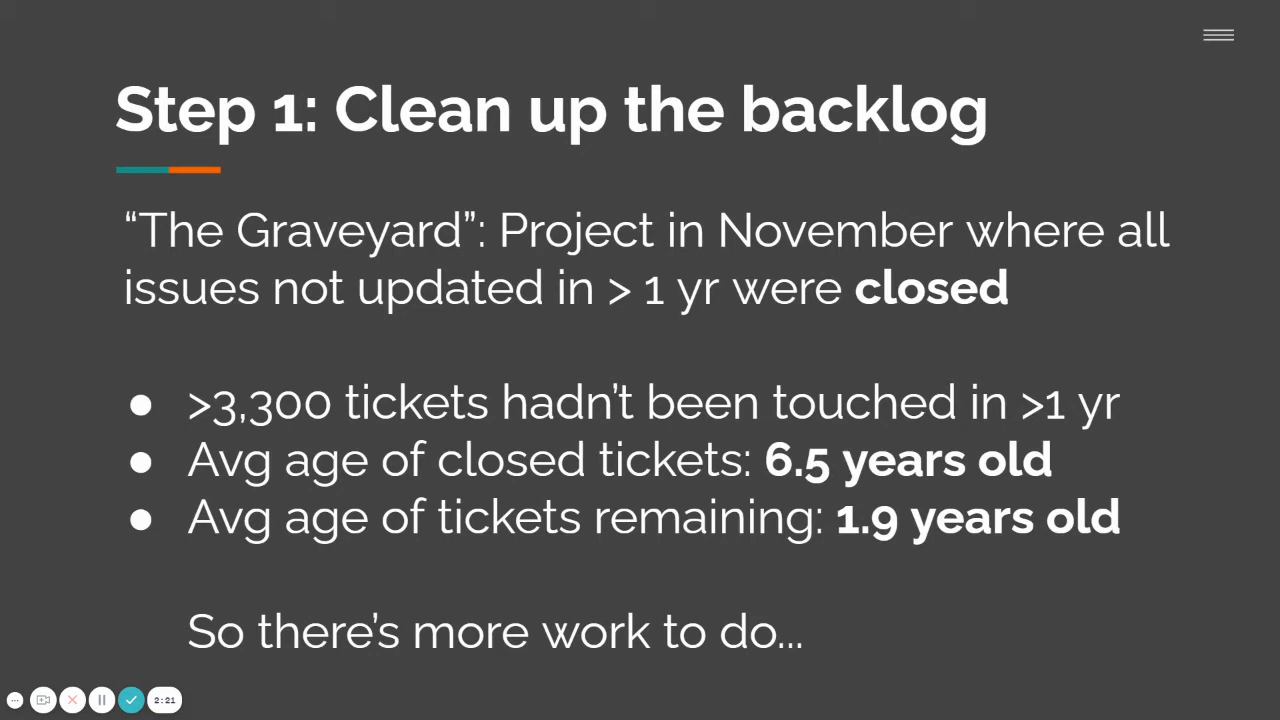 Step 1: Clean up the backlog
“The Graveyard”: Project in November where all
issues not updated in > 1 yr were closed
● >3,300 tickets hadn’t been touched in >1 yr
● Avg age of closed tickets: 6.5 years old
● Avg age of tickets remaining: 1.9 years old
So there’s more work to do...
2:21